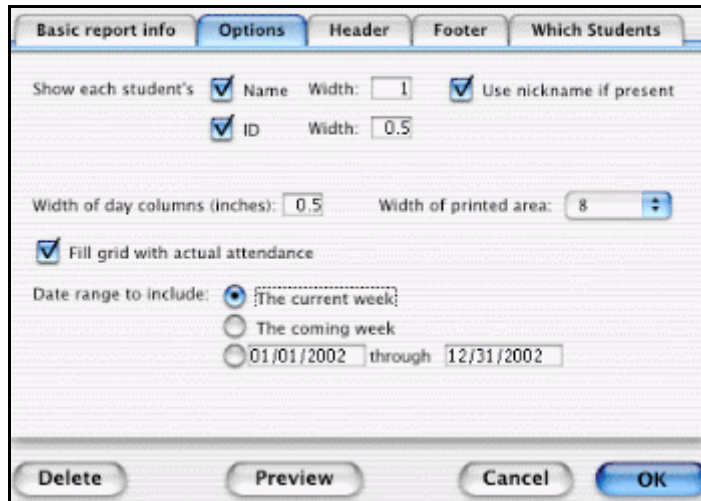 Basic report info Options Header Footer Which Students
Show each student's Name Width: 1 Use nickname if present
ID Width: 0.5
Width of day columns (inches): 0.5 Width of printed area: 8
Fill grid with actual attendance
Date range to include: The current week
The coming week
01/01/2002 through 12/31/2002
Delete Preview Cancel OK